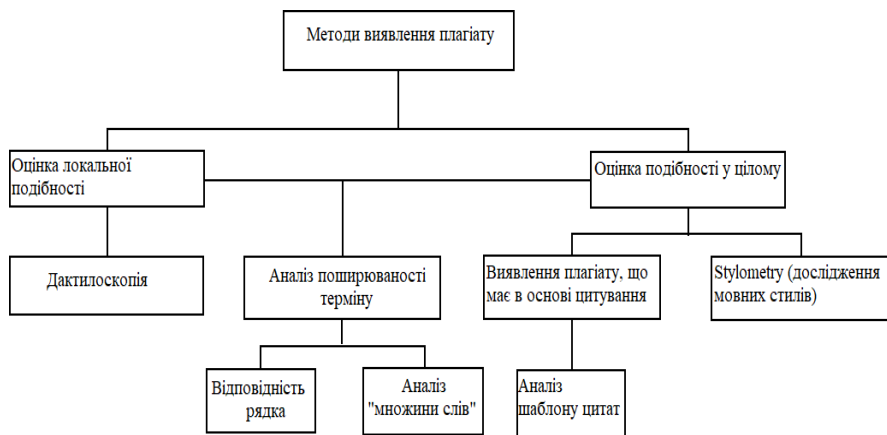 Методи виявлення плагіату
Оцінка локальної
подібності
Оцінка подібності у цілому
Дактилоскопія
Аналіз поширюваності
терміну
Виявлення плагіату, що
має в основі цитування
Stylometry (дослідження
мовних стилів)
Відповідність
рядка
Аналіз
"множини слів"
Аналіз
шаблону цитат